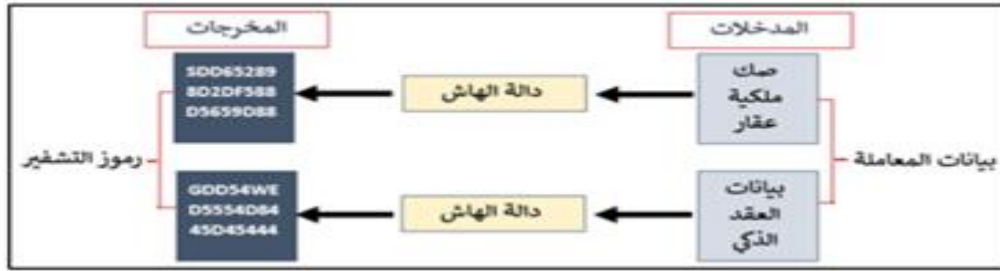 المدخلات
المخرجات
صك
ملكية
عقار
دالة الهاش
SDD65289
8D2DF588
D5659D88
بيانات المعاملة
رموز التشفير
بيانات
العقد
الذكي
دالة الهاش
GDD54WE
D5554D84
45D45444